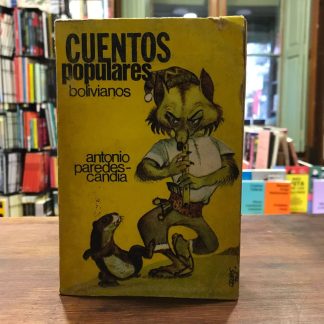 CUENTOS
populares
bolivianos
antonio
paredes-
candia